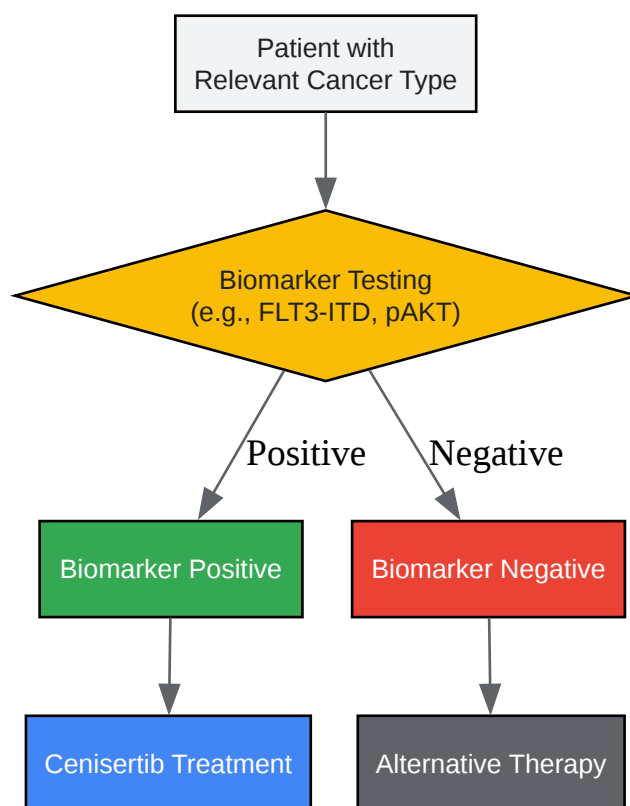 Patient with
Relevant Cancer Type
Biomarker Testing
(e.g., FLT3-ITD, pAKT)
Positive
Negative
Biomarker Positive
Biomarker Negative
Cenisertib Treatment
Alternative Therapy